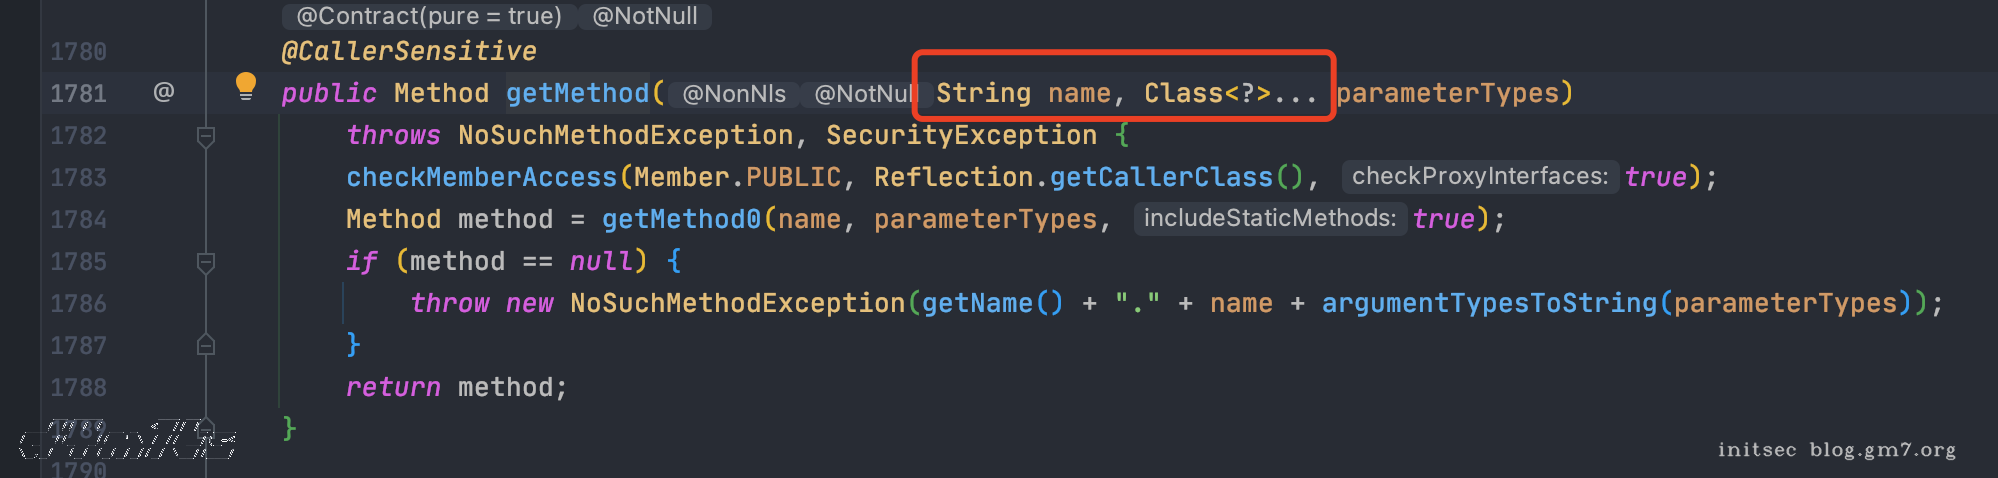 @Contract(pure = true) @NotNull
1780 @CallerSensitive
1781 @ public Method getMethod( @NonNls @NotNull String name, Class<?>... parameterTypes)
1782 throws NoSuchMethodException, SecurityException {
1783 checkMemberAccess(Member.PUBLIC, Reflection.getCallerClass(), checkProxyInterfaces: true);
1784 Method method = getMethod0(name, parameterTypes, includeStaticMethods: true);
1785 if (method == null) {
1786 throw new NoSuchMethodException(getName() + "." + name + argumentTypesToString(parameterTypes));
1787 }
1788 return method;
1789 }
initsec blog.gm7.org
1790